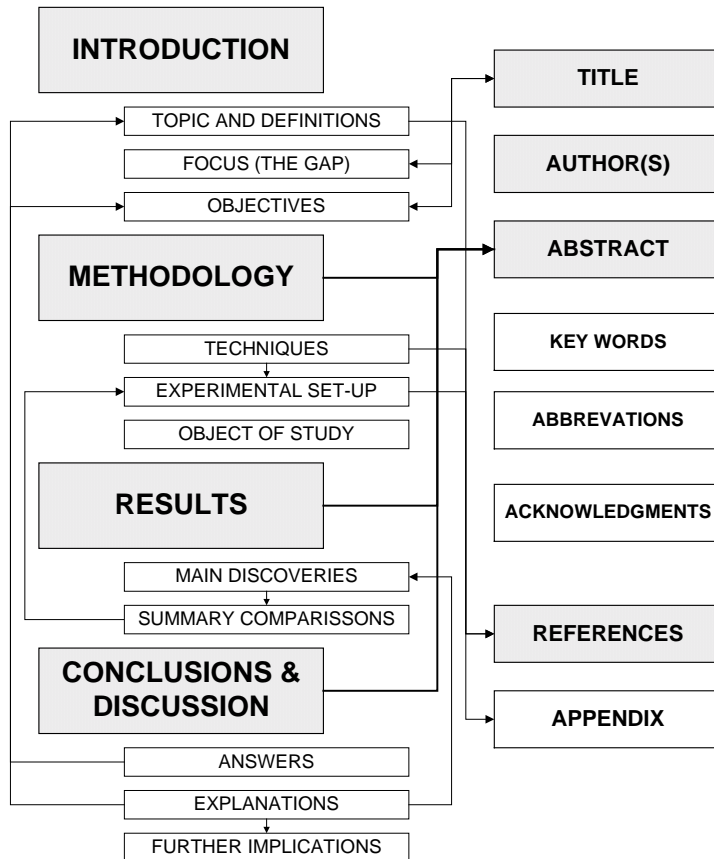 INTRODUCTION
TOPIC AND DEFINITIONS
FOCUS (THE GAP)
OBJECTIVES
METHODOLOGY
TECHNIQUES
EXPERIMENTAL SET-UP
OBJECT OF STUDY
RESULTS
MAIN DISCOVERIES
SUMMARY COMPARISSONS
CONCLUSIONS &
DISCUSSION
ANSWERS
EXPLANATIONS
FURTHER IMPLICATIONS
TITLE
AUTHOR(S)
ABSTRACT
KEY WORDS
ABBREVATIONS
ACKNOWLEDGMENTS
REFERENCES
APPENDIX